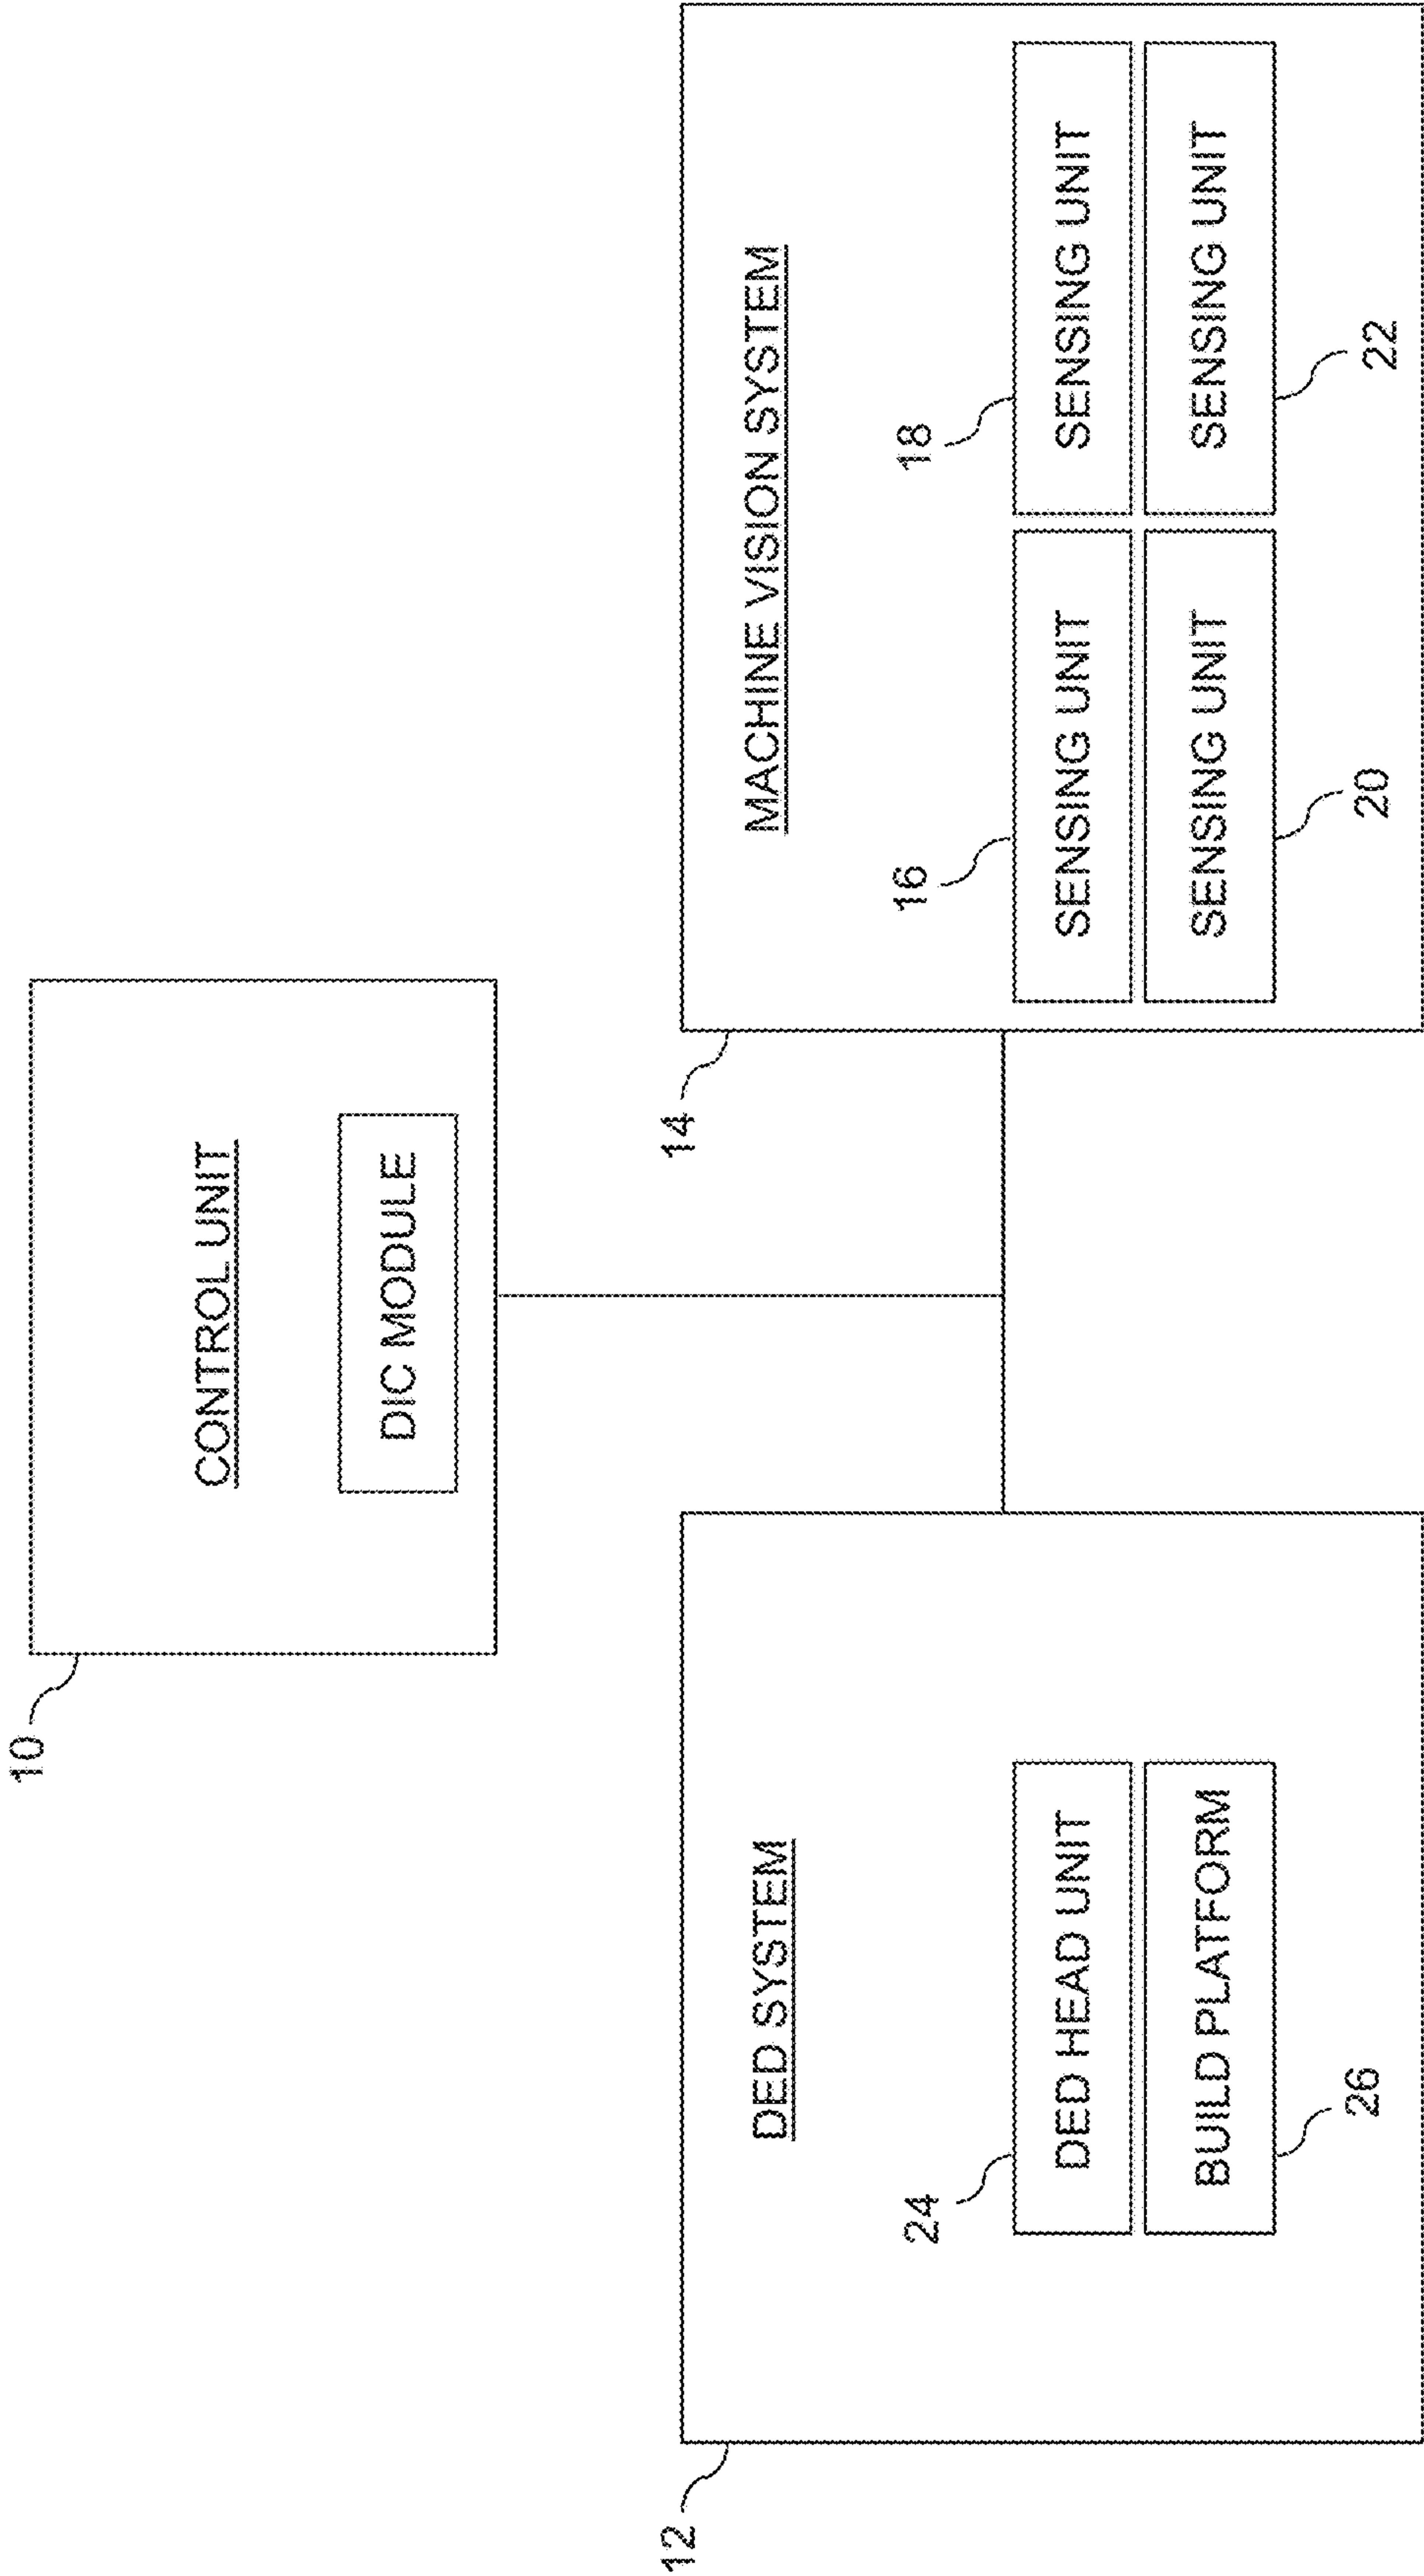 10
CONTROL UNIT
DIC MODULE
12
DED SYSTEM
24
DED HEAD UNIT
BUILD PLATFORM
26
14
MACHINE VISION SYSTEM
16
18
SENSING UNIT
SENSING UNIT
SENSING UNIT
SENSING UNIT
20
22